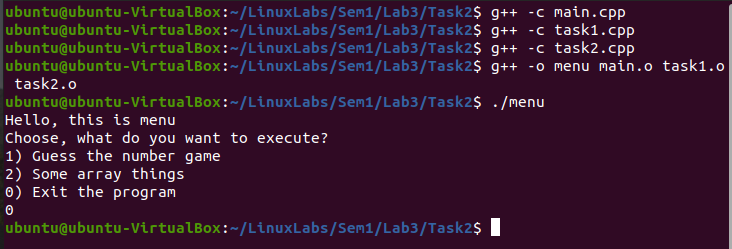 ubuntu@ubuntu-VirtualBox:~/LinuxLabs/Sem1/Lab3/Task2$ g++ -c main.cpp
ubuntu@ubuntu-VirtualBox:~/LinuxLabs/Sem1/Lab3/Task2$ g++ -c task1.cpp
ubuntu@ubuntu-VirtualBox:~/LinuxLabs/Sem1/Lab3/Task2$ g++ -c task2.cpp
ubuntu@ubuntu-VirtualBox:~/LinuxLabs/Sem1/Lab3/Task2$ g++ -o menu main.o task1.o
 task2.o
ubuntu@ubuntu-VirtualBox:~/LinuxLabs/Sem1/Lab3/Task2$ ./menu
Hello, this is menu
Choose, what do you want to execute?
1) Guess the number game
2) Some array things
0) Exit the program
0
ubuntu@ubuntu-VirtualBox:~/LinuxLabs/Sem1/Lab3/Task2$